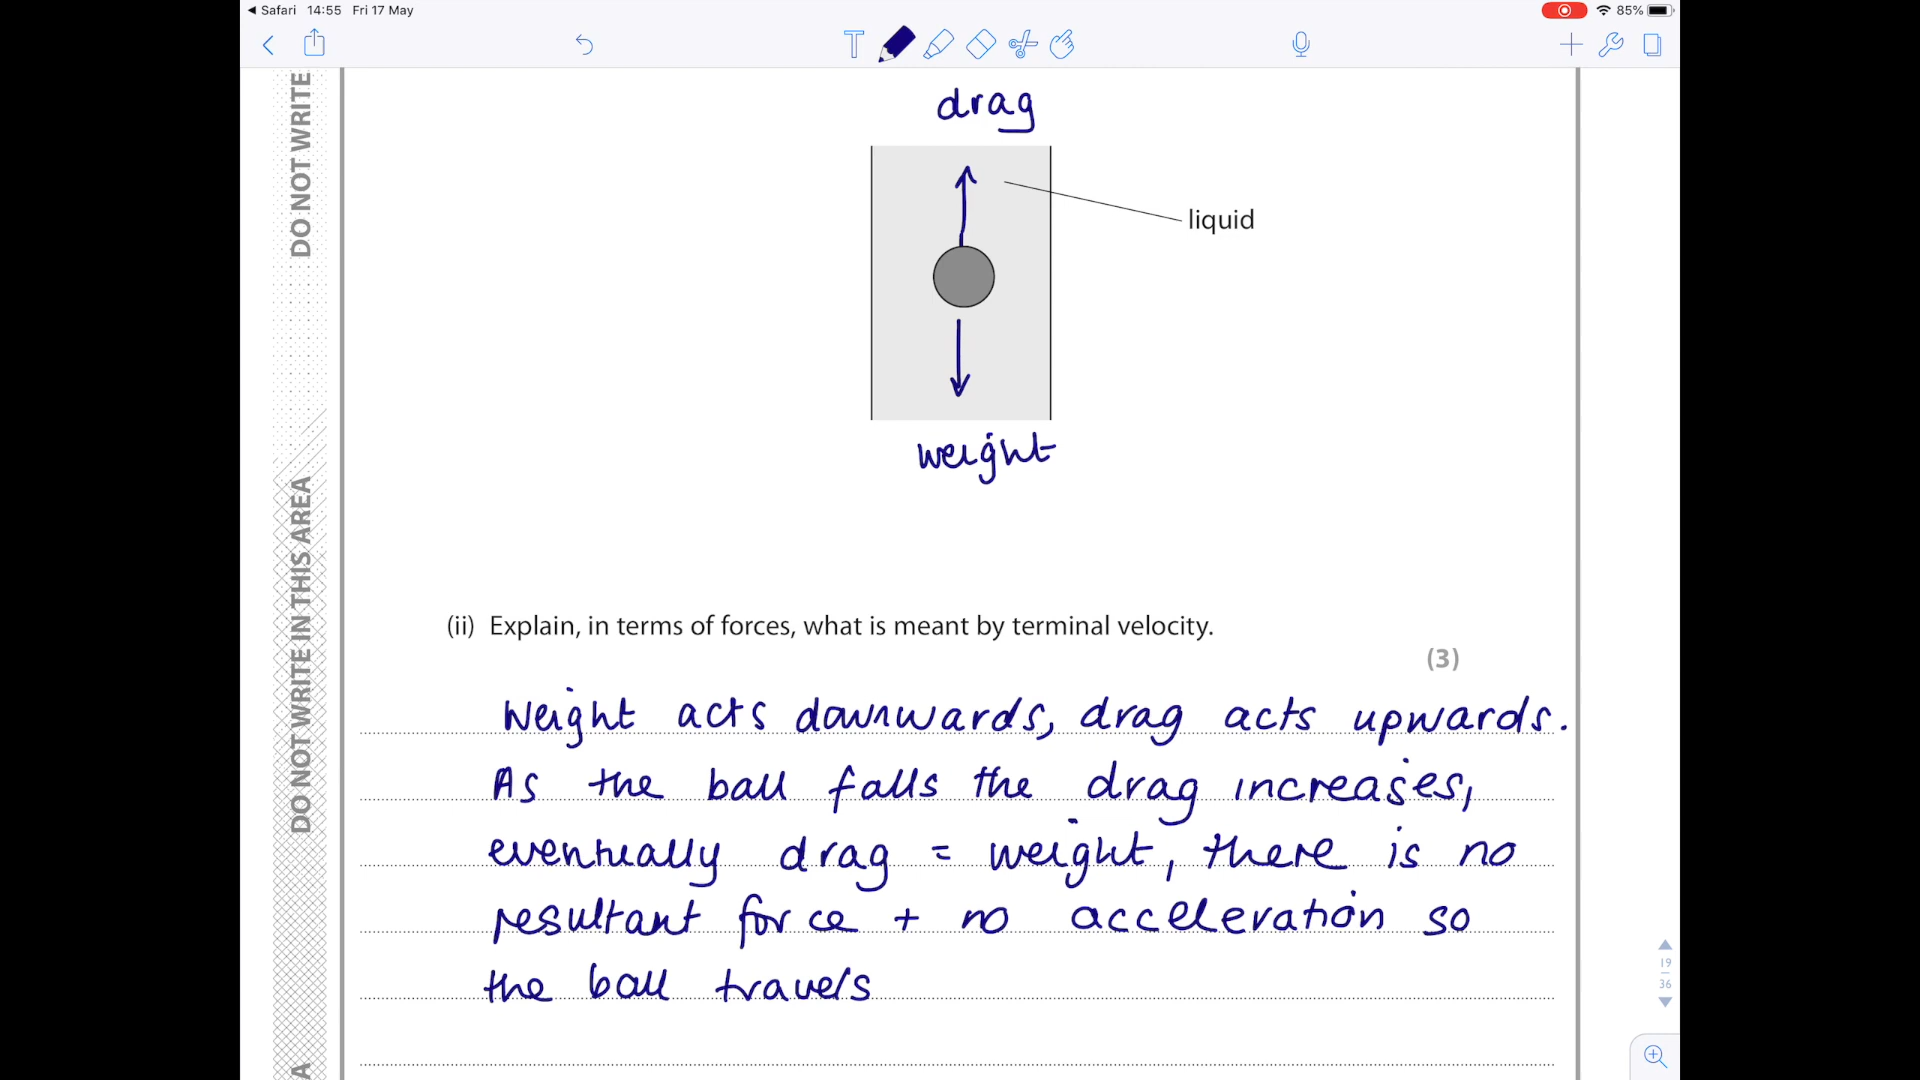 Safari 14:55 Fri 17 May 85%
T
DO NOT WRITE
drag
liquid
weight
DO NOT WRITE IN THIS AREA
(ii) Explain, in terms of forces, what is meant by terminal velocity.
(3)
Weight acts downwards, drag acts upwards.
As the ball falls the drag increases,
eventually drag = weight, there is no
resultant force + no acceleration so
the ball travels
19
36
A